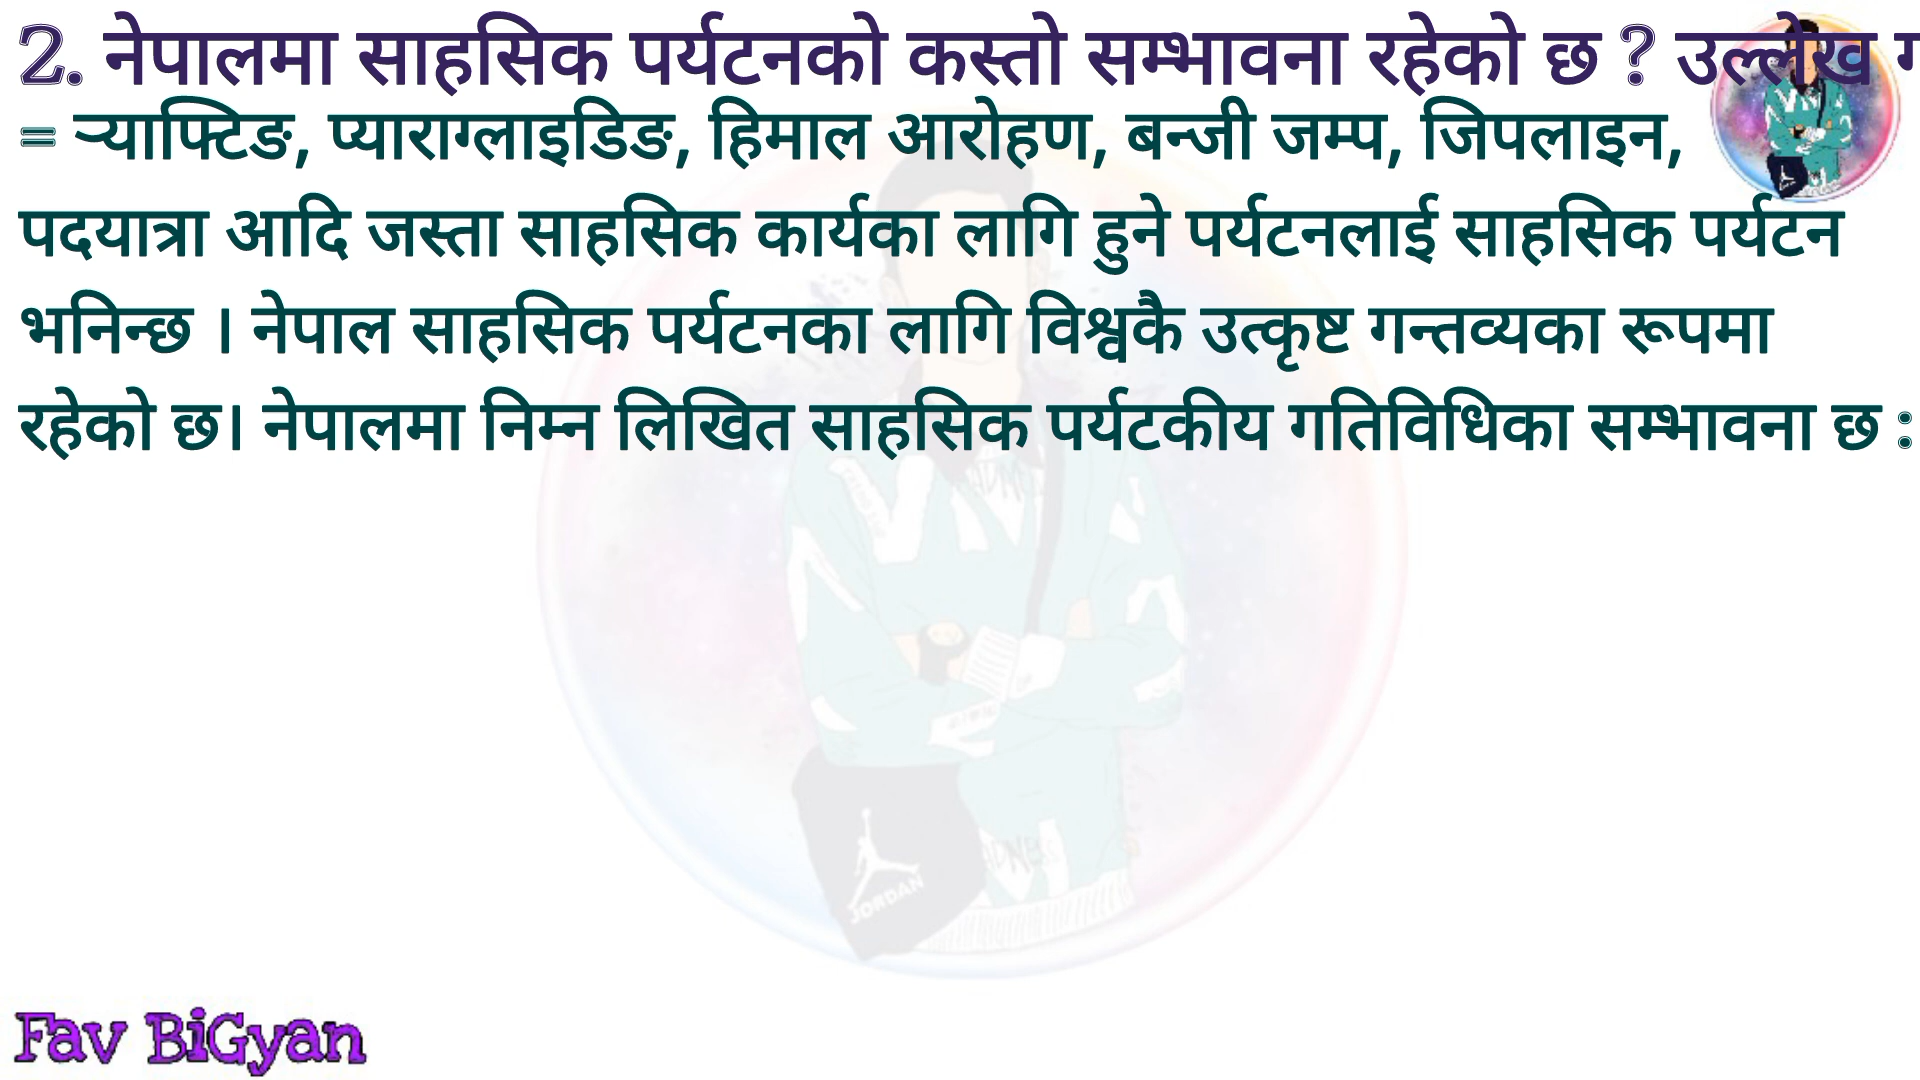 2. नेपालमा साहसिक पर्यटनको कस्तो सम्भावना रहेको छ ? उल्लेख
= ऱ्याफ्टिङ, प्याराग्लाइडिङ, हिमाल आरोहण, बन्जी जम्प, जिपलाइन,
पदयात्रा आदि जस्ता साहसिक कार्यका लागि हुने पर्यटनलाई साहसिक पर्यटन
भनिन्छ । नेपाल साहसिक पर्यटनका लागि विश्वकै उत्कृष्ट गन्तव्यका रूपमा
रहेको छ। नेपालमा निम्न लिखित साहसिक पर्यटकीय गतिविधिका सम्भावना छ :
JORDAN
Fav BiGyan